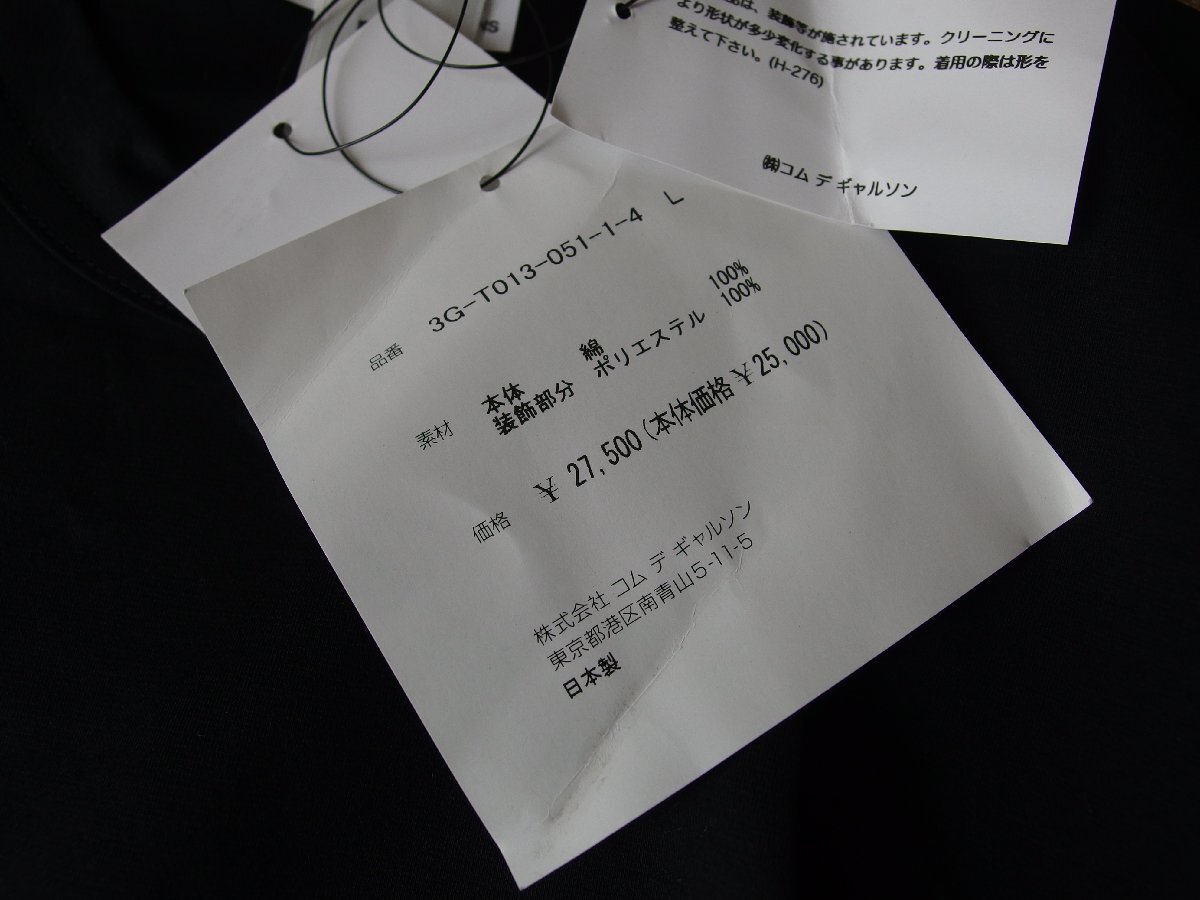 は、装飾等が施されています。クリーニングに
より形状が多少変化する事があります。着用の際は形を
整えて下さい。(H-276)
㈱コム デ ギャルソン
品番 3G-T013-051-1-4 L
素材 本体 綿 100%
装飾部分 ポリエステル 100%
価格 ¥ 27,500(本体価格¥25,000)
株式会社 コム デ ギャルソン
東京都港区南青山5-11-5
日本製